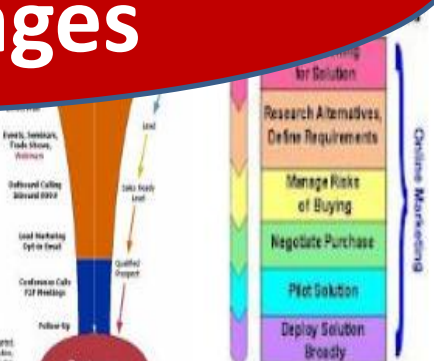 ges
for Solution
Research Alternatives,
Define Requirements
Manage Risks
of Buying
Negotiate Purchase
Pilot Solution
Deploy Solution
Broadly
Online Marketing
Events, Seminars,
Trade Shows,
Webinars
Outbound Calling
Inbound
Lead Nurturing
Opt-in Email
Conference Calls
F2F Meetings
Follow-Up
Lead
Sales Ready
Lead
Qualified
Prospect